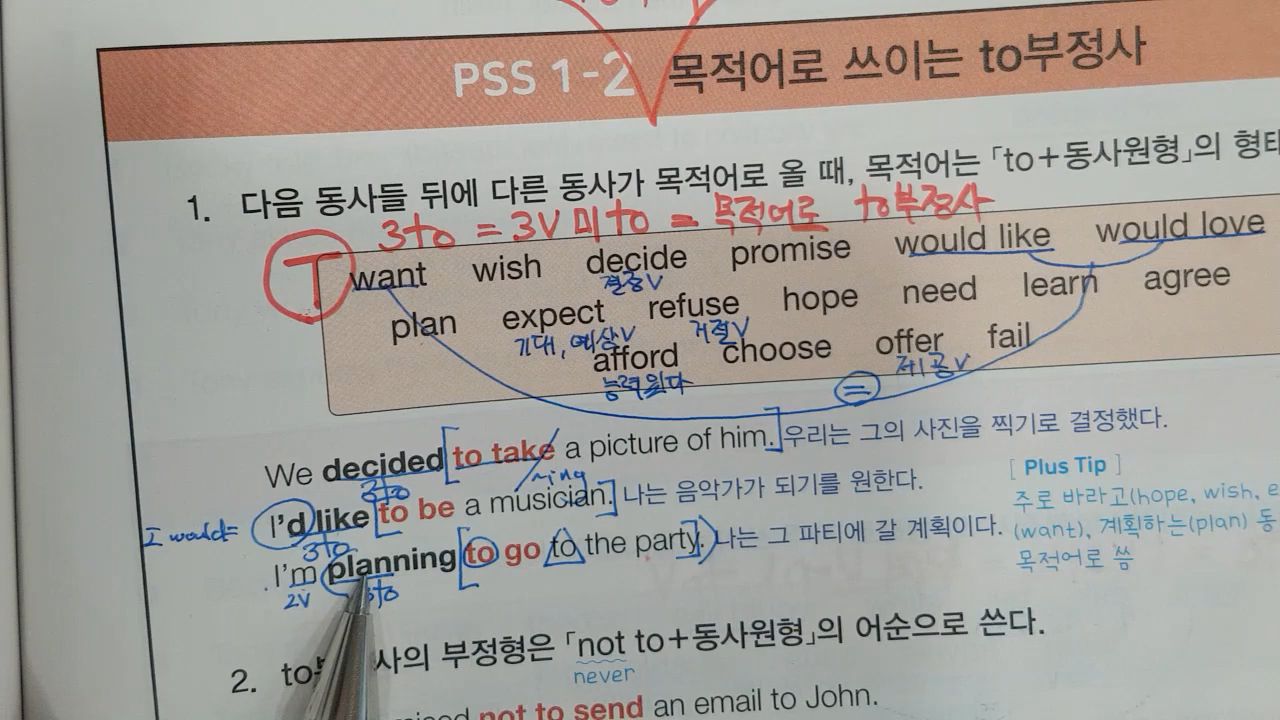 PSS 1-2 목적어로 쓰이는 to부정사
1. 다음 동사들 뒤에 다른 동사가 목적어로 올 때, 목적어는 「to+동사원형」의 형태
3to = 3V 미to = 목적어로 to부정사
T want wish decide promise would like would love
결정V
plan expect refuse hope need learn agree
기대, 예상V 거절V
afford choose offer fail
능력있다 = 제공V
We decided [to take a picture of him.] 우리는 그의 사진을 찍기로 결정했다.
3to ~ing
[ Plus Tip ]
I would = I'd like [to be a musician.] 나는 음악가가 되기를 원한다.
주로 바라고(hope, wish, e
3to
I'm planning [to go to the party.] 나는 그 파티에 갈 계획이다.
(want), 계획하는(plan) 동
2V 3to
목적어로 씀
2. to 사의 부정형은 「not to+동사원형」의 어순으로 쓴다.
never
not to send an email to John.